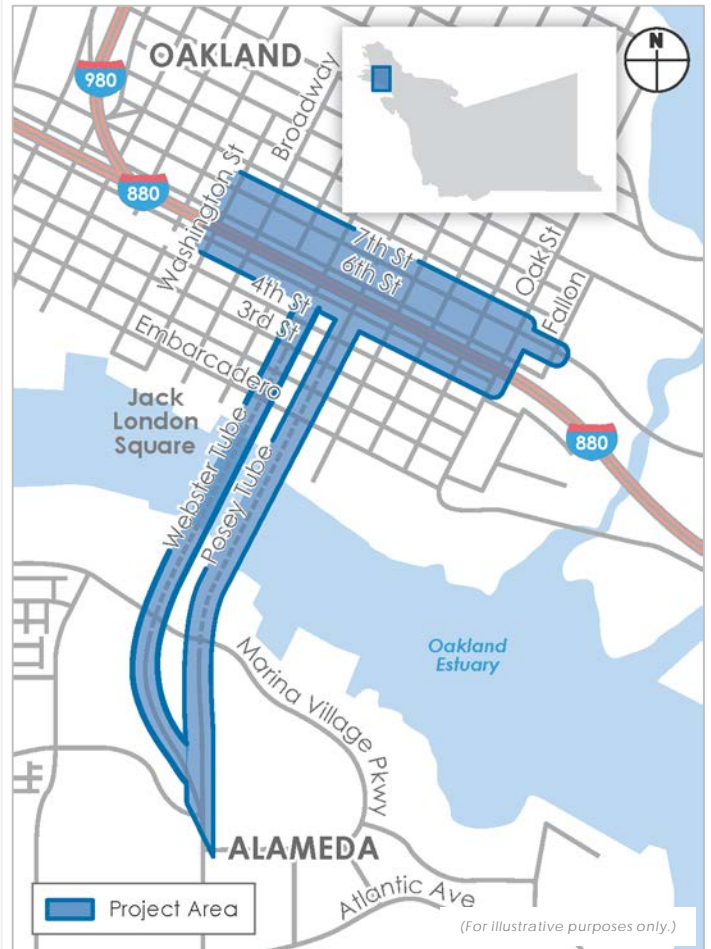 OAKLAND
N
980
Broadway
880
Washington St
7th St
6th St
Oak St
Fallon
4th St
3rd St
Embarcadero
Jack
London
Square
880
Webster Tube
Posey Tube
Oakland
Estuary
Marina Village Pkwy
ALAMEDA
Atlantic Ave
Project Area
(For illustrative purposes only.)